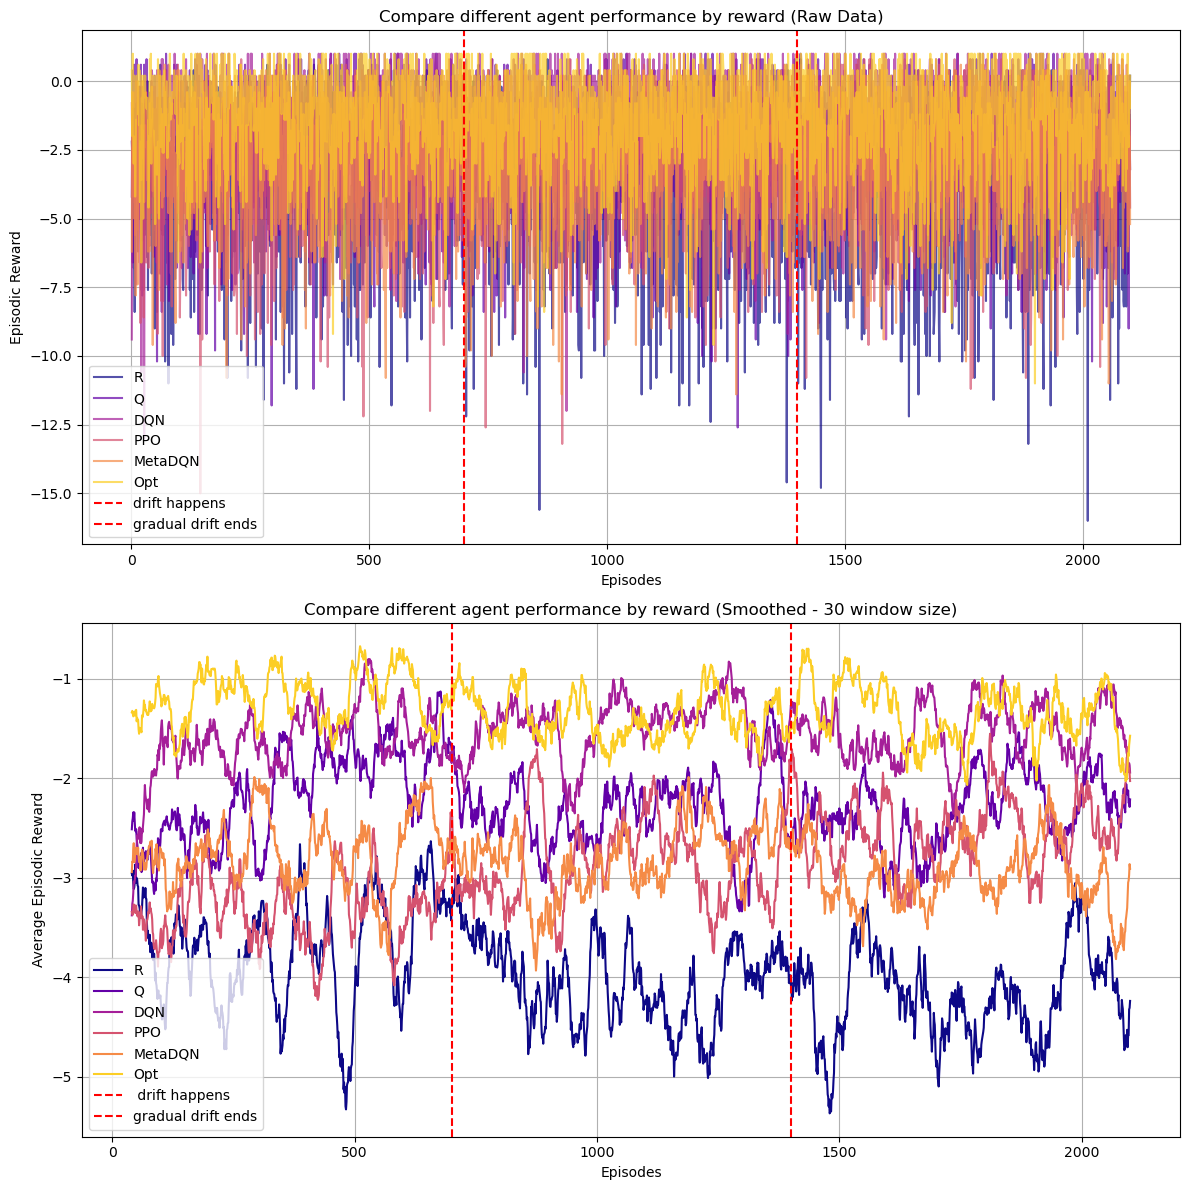 Compare different agent performance by reward (Raw Data)
0.0
−2.5
−5.0
−7.5
−10.0
−12.5
−15.0
Episodic Reward
R
Q
DQN
PPO
MetaDQN
Opt
drift happens
gradual drift ends
0
500
1000
1500
2000
Episodes
Compare different agent performance by reward (Smoothed - 30 window size)
−1
−2
−3
−4
−5
Average Episodic Reward
R
Q
DQN
PPO
MetaDQN
Opt
drift happens
gradual drift ends
0
500
1000
1500
2000
Episodes